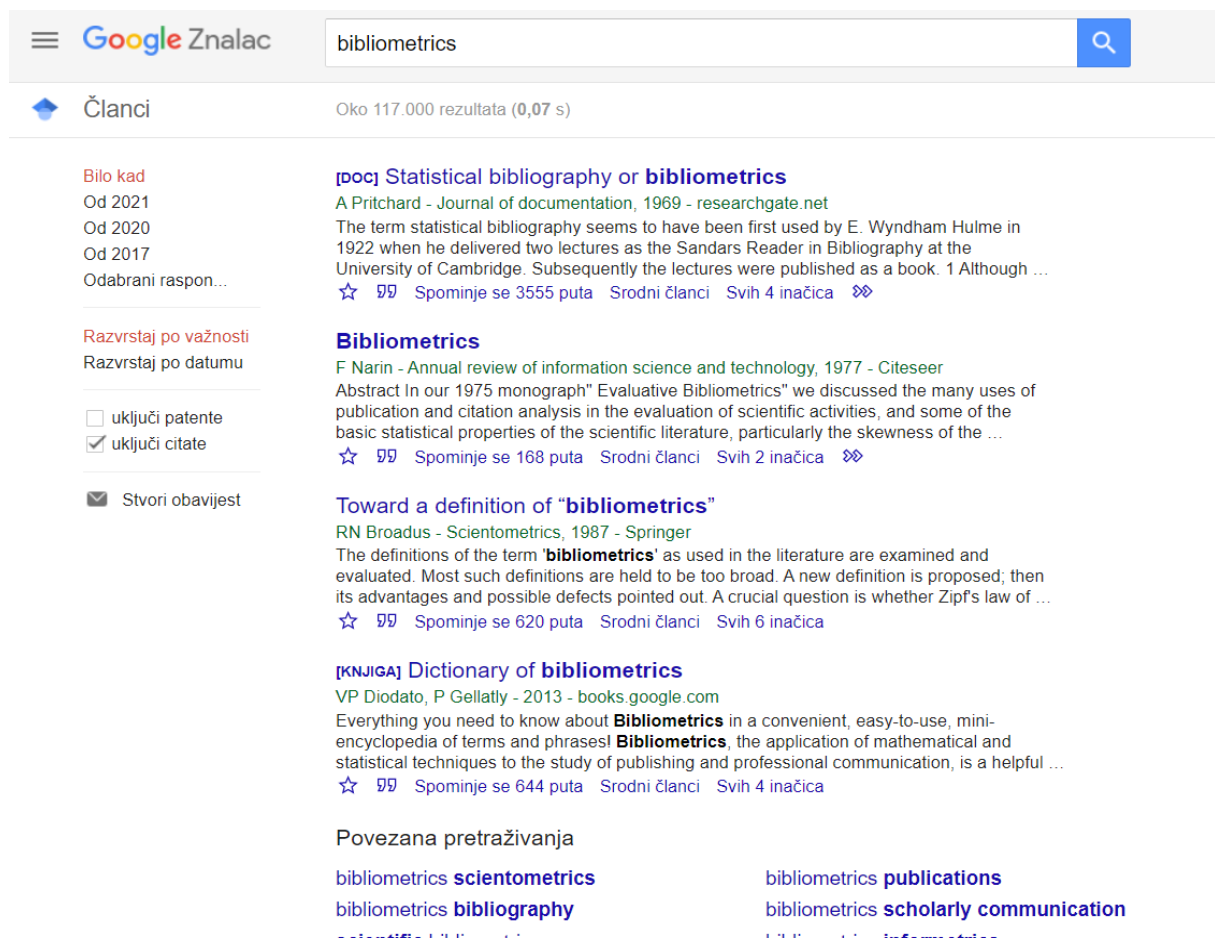 Google Znalac
bibliometrics
Članci
Oko 117.000 rezultata (0,07 s)
Bilo kad
Od 2021
Od 2020
Od 2017
Odabrani raspon...
Razvrstaj po važnosti
Razvrstaj po datumu
uključi patente
uključi citate
Stvori obavijest
[DOC] Statistical bibliography or bibliometrics
A Pritchard - Journal of documentation, 1969 - researchgate.net
The term statistical bibliography seems to have been first used by E. Wyndham Hulme in
1922 when he delivered two lectures as the Sandars Reader in Bibliography at the
University of Cambridge. Subsequently the lectures were published as a book. 1 Although …
Spominje se 3555 puta Srodni članci Svih 4 inačica
Bibliometrics
F Narin - Annual review of information science and technology, 1977 - Citeseer
Abstract In our 1975 monograph" Evaluative Bibliometrics" we discussed the many uses of
publication and citation analysis in the evaluation of scientific activities, and some of the
basic statistical properties of the scientific literature, particularly the skewness of the …
Spominje se 168 puta Srodni članci Svih 2 inačica
Toward a definition of “bibliometrics”
RN Broadus - Scientometrics, 1987 - Springer
The definitions of the term 'bibliometrics' as used in the literature are examined and
evaluated. Most such definitions are held to be too broad. A new definition is proposed; then
its advantages and possible defects pointed out. A crucial question is whether Zipf's law of …
Spominje se 620 puta Srodni članci Svih 6 inačica
[KNJIGA] Dictionary of bibliometrics
VP Diodato, P Gellatly - 2013 - books.google.com
Everything you need to know about Bibliometrics in a convenient, easy-to-use, mini-
encyclopedia of terms and phrases! Bibliometrics, the application of mathematical and
statistical techniques to the study of publishing and professional communication, is a helpful …
Spominje se 644 puta Srodni članci Svih 4 inačica
Povezana pretraživanja
bibliometrics scientometrics
bibliometrics publications
bibliometrics bibliography
bibliometrics scholarly communication